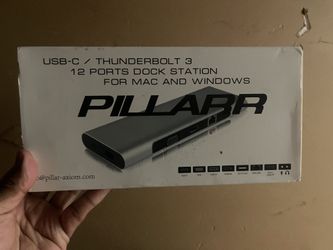 USB-C / THUNDERBOLT 3
12 PORTS DOCK STATION
FOR MAC AND WINDOWS
PILLARR
@pillar-axiom.com